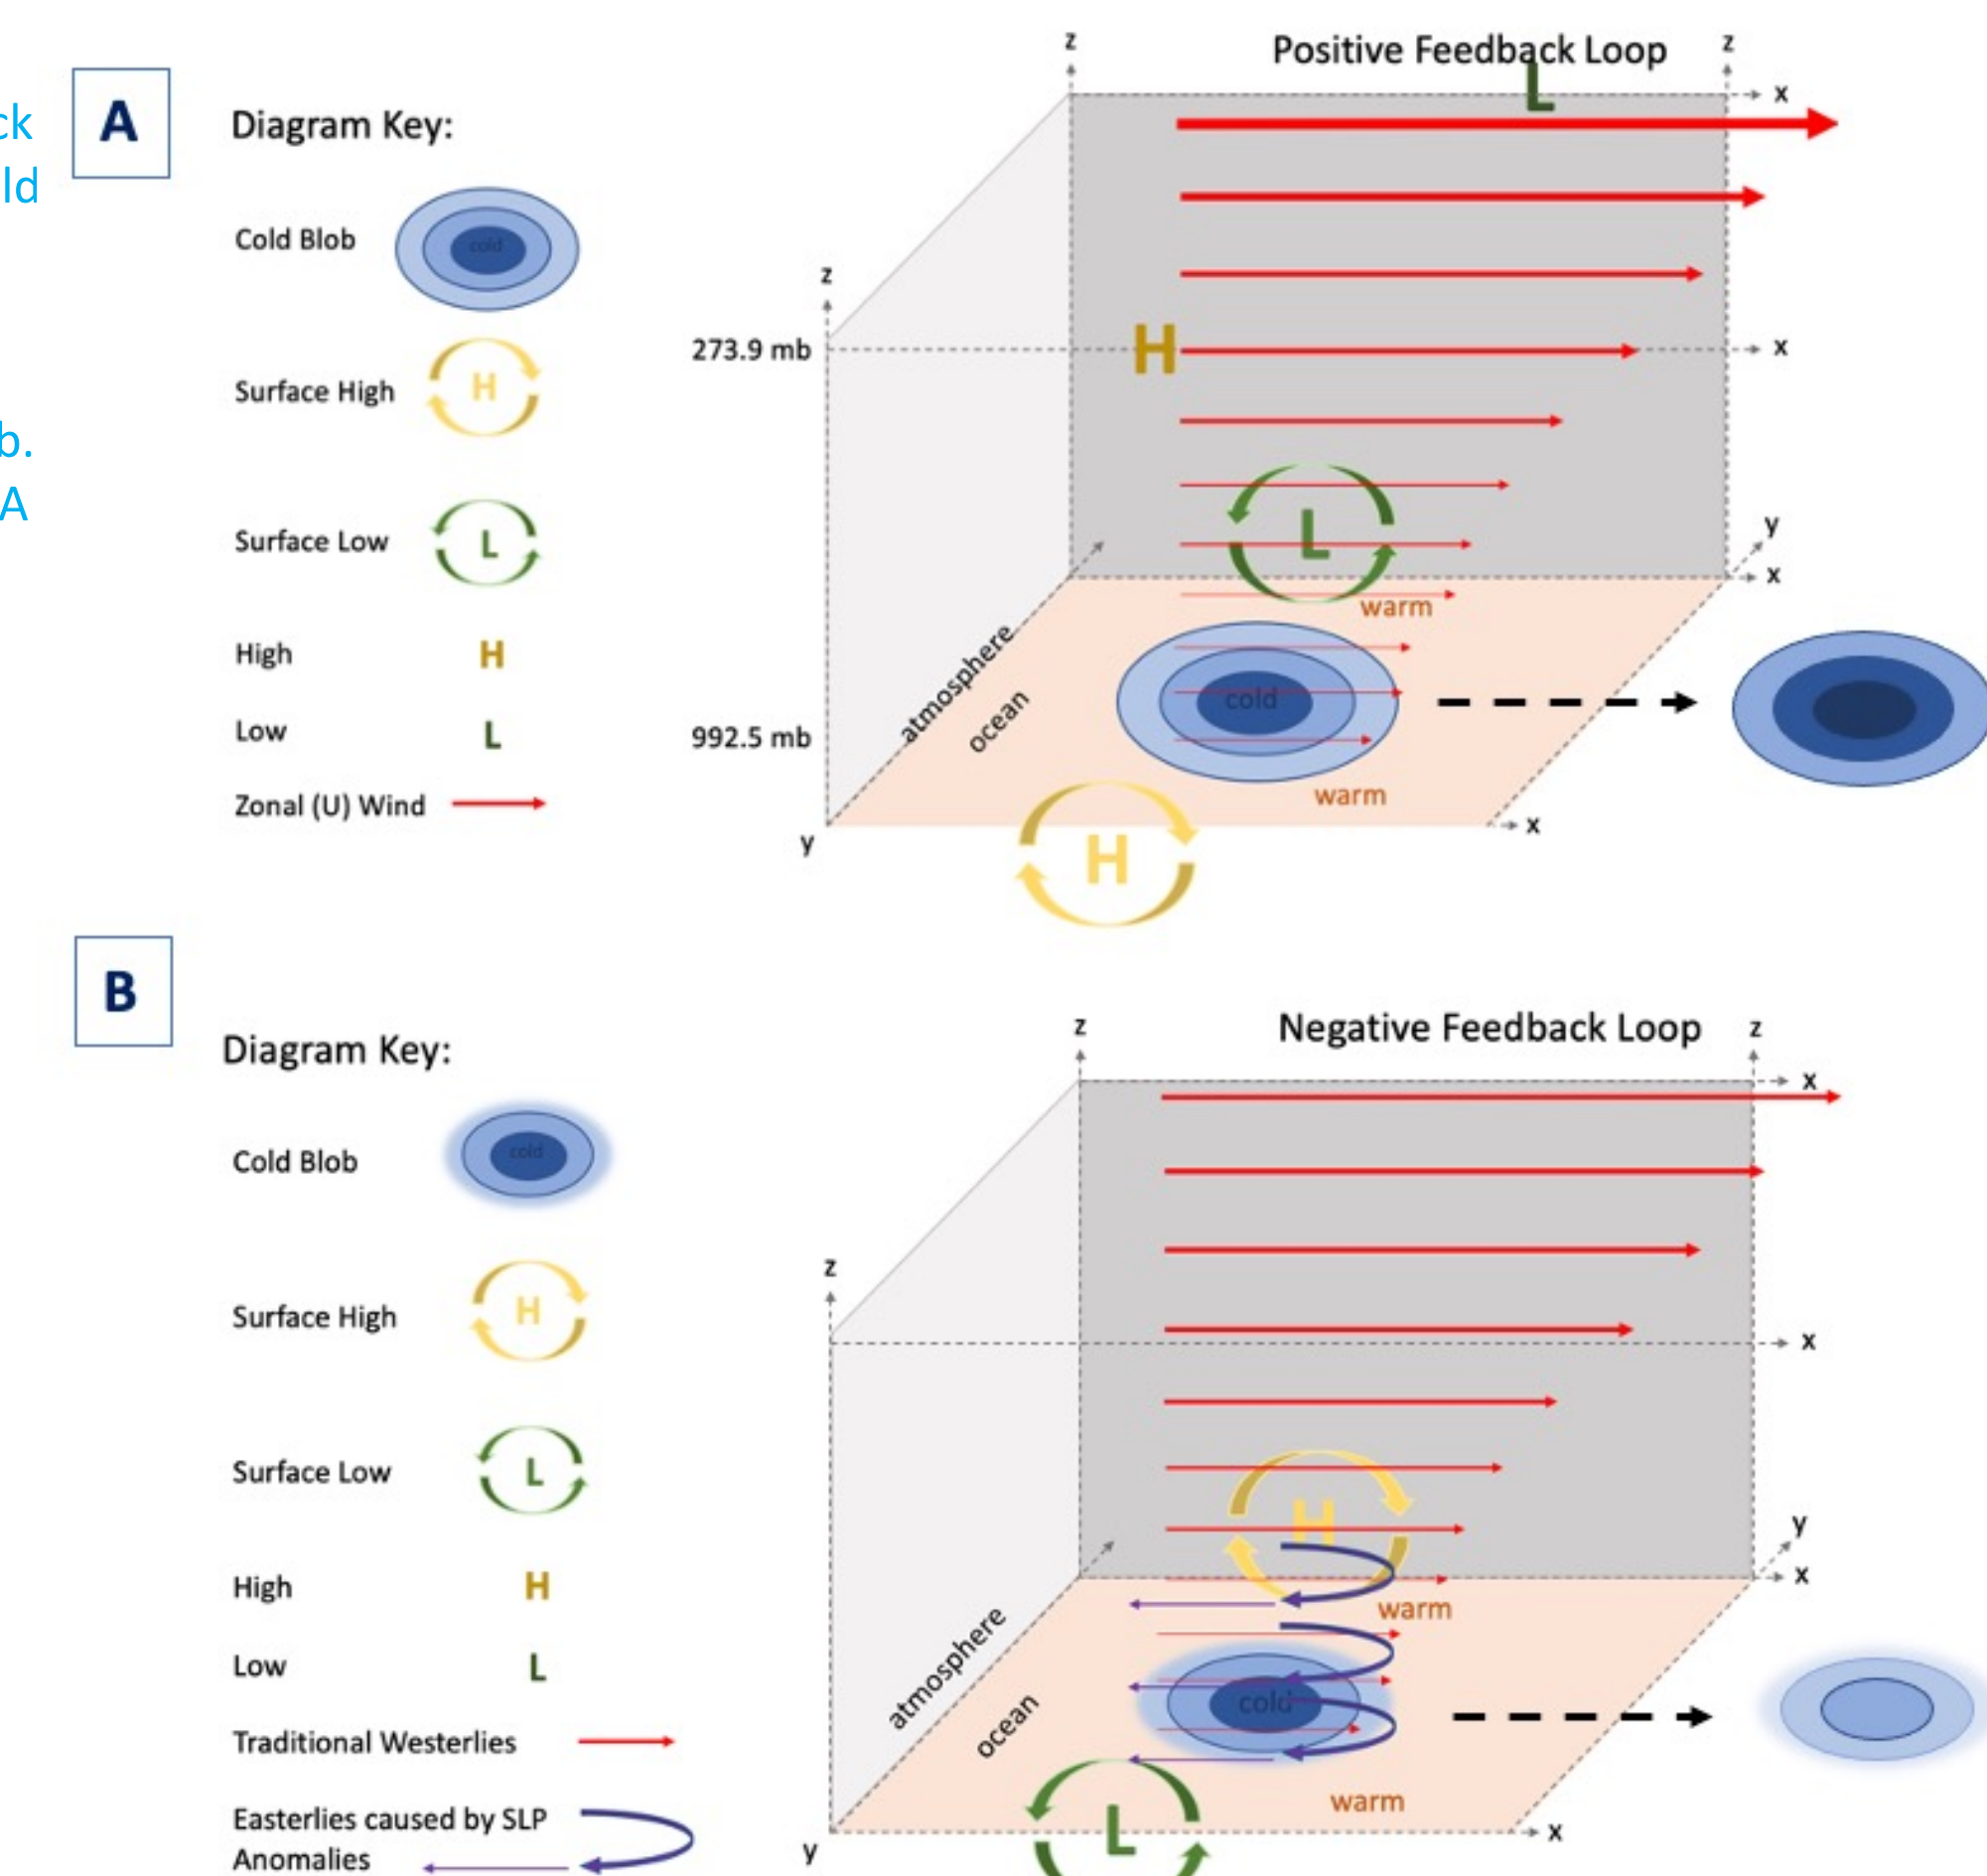 ck
ld
b.
A
A
Diagram Key:
Cold Blob
cold
Surface High
H
Surface Low
L
High
H
Low
L
Zonal (U) Wind
Positive Feedback Loop
z
z
L
x
z
273.9 mb
H
x
L
y
x
warm
atmosphere
ocean
cold
992.5 mb
warm
x
y
H
B
Diagram Key:
Cold Blob
cold
Surface High
H
Surface Low
L
High
H
Low
L
Traditional Westerlies
Easterlies caused by SLP
Anomalies
Negative Feedback Loop
z
z
x
z
x
H
y
x
warm
atmosphere
ocean
cold
warm
L
x
y